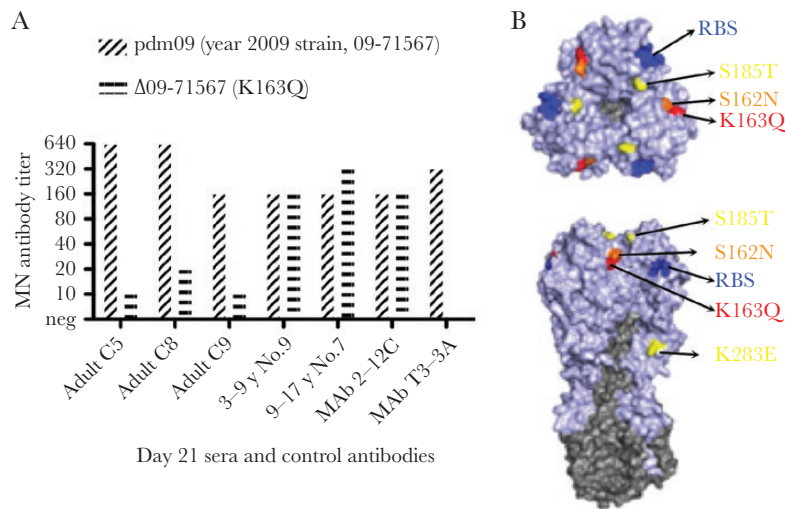 A
pdm09 (year 2009 strain, 09-71567)
Δ09-71567 (K163Q)
MN antibody titer
640
320
160
80
40
20
10
neg
Adult C5
Adult C8
Adult C9
3–9 y No.9
9–17 y No.7
MAb 2–12C
MAb T3–3A
Day 21 sera and control antibodies
B
RBS
S185T
S162N
K163Q
S185T
S162N
RBS
K163Q
K283E